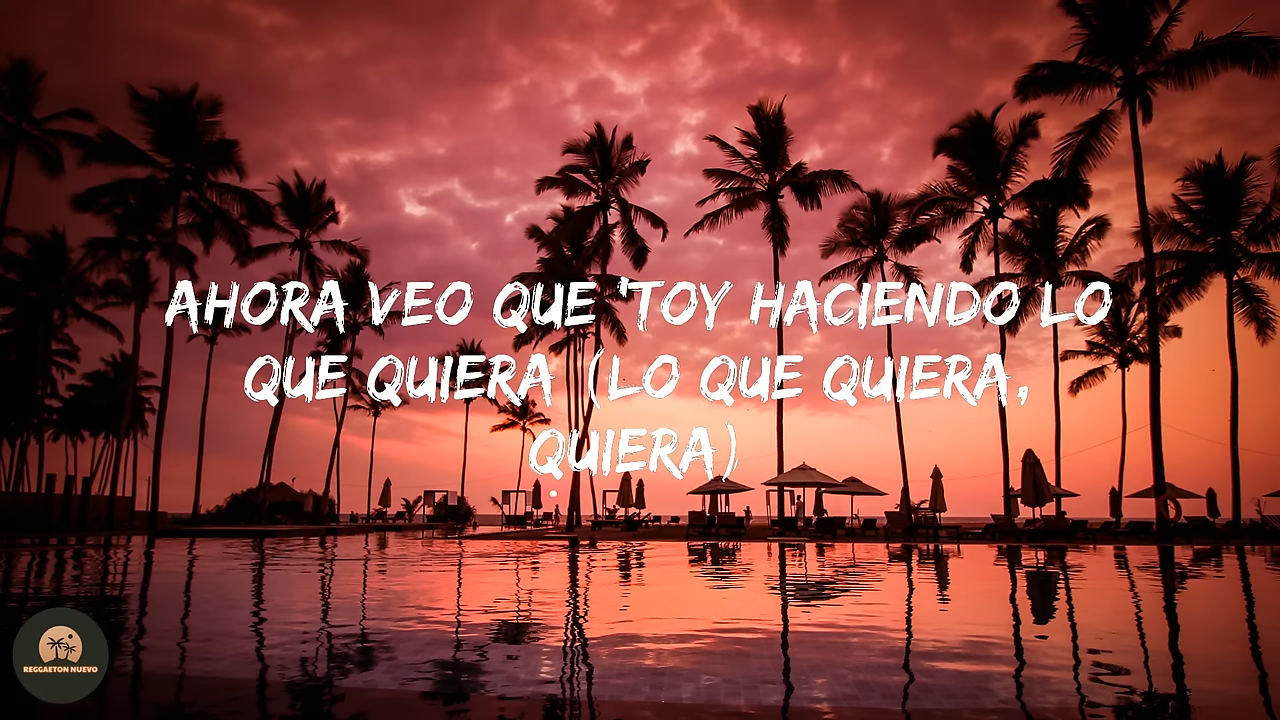 AHORA VEO QUE 'TOY HACIENDO LO
QUE QUIERA (LO QUE QUIERA,
QUIERA)
REGGAETON NUEVO